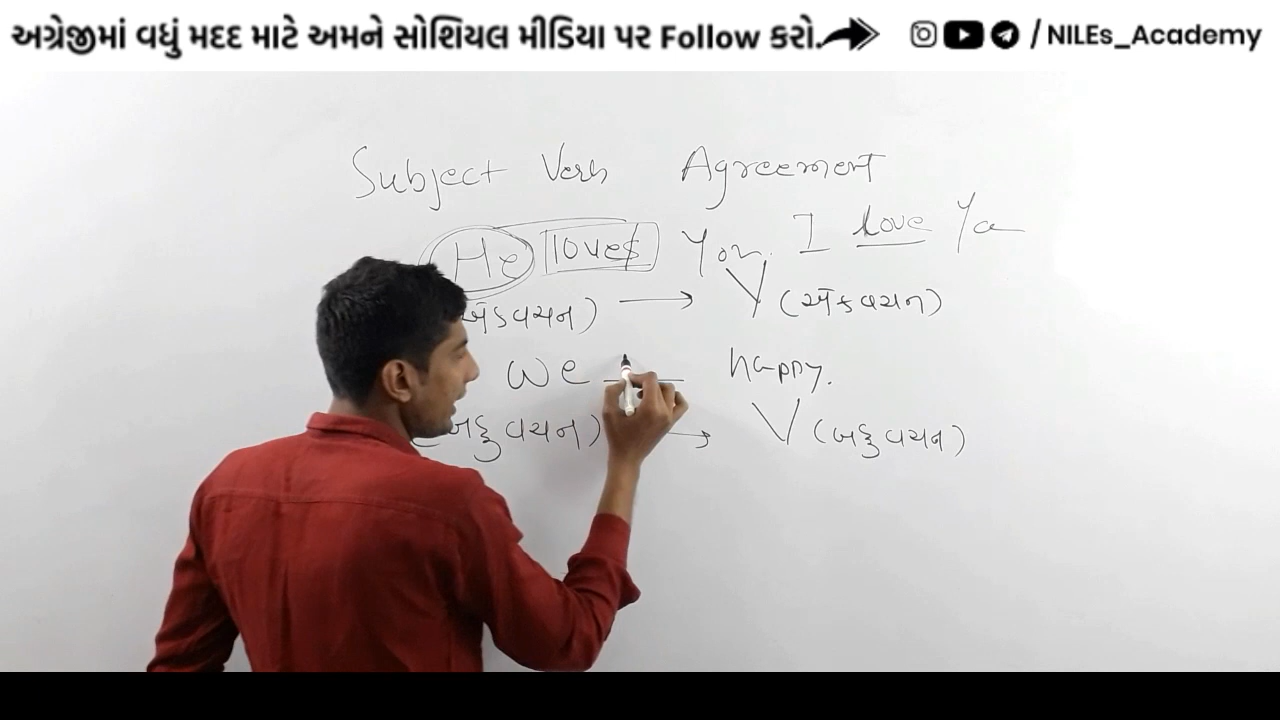 અગ્રેજીમાં વધું મદદ માટે અમને સોશિયલ મીડિયા પર Follow કરો. / NILEs_Academy
Subject Verb Agreement
He loves You. I love Ya
એકવચન) → V (એકવચન)
We ___ happy.
(બહુવચન) → V (બહુવચન)